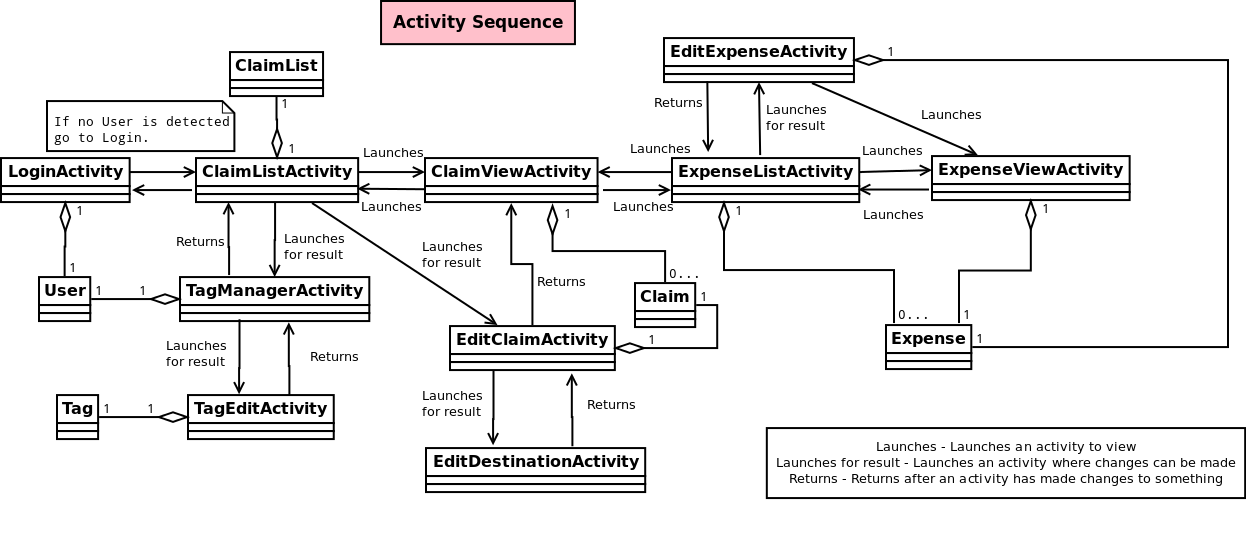 Activity Sequence
EditExpenseActivity
1
ClaimList
1
If no User is detected
go to Login.
Returns
Launches
for result
Launches
1
Launches
Launches
Launches
LoginActivity
ClaimListActivity
ClaimViewActivity
ExpenseListActivity
ExpenseViewActivity
1
Launches
1
Launches
1
Launches
1
1
Returns
Launches
for result
Launches
for result
1
Returns
0...
User
1
1
TagManagerActivity
Claim
1
0...
1
Launches
for result
Returns
EditClaimActivity
1
Expense
1
Tag
1
1
TagEditActivity
Launches
for result
Returns
EditDestinationActivity
Launches - Launches an activity to view
Launches for result - Launches an activity where changes can be made
Returns - Returns after an activity has made changes to something